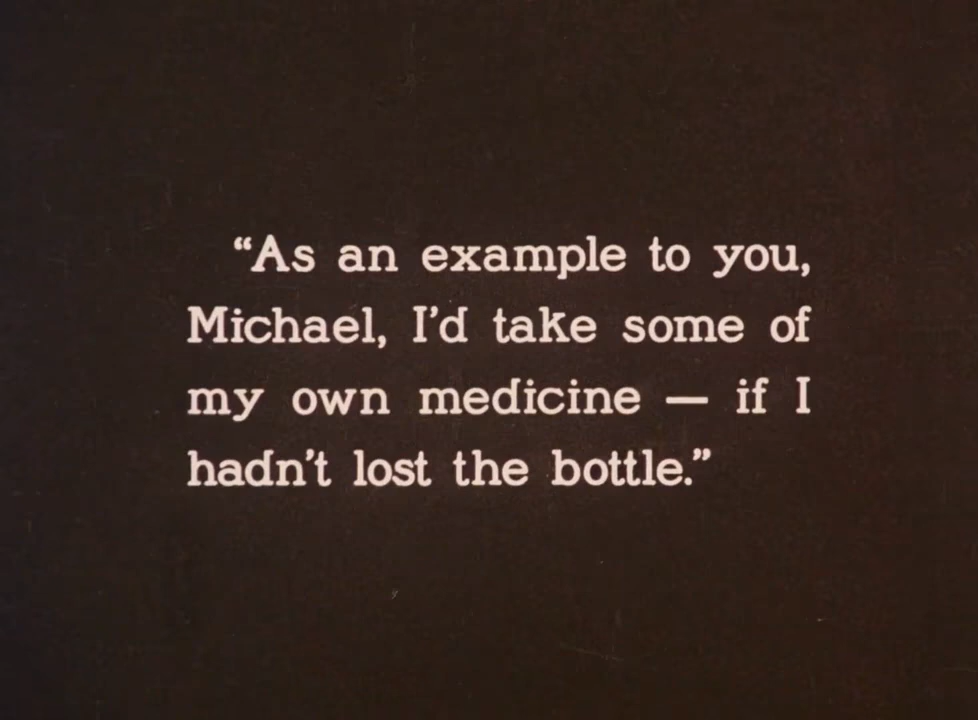 “As an example to you,
Michael, I’d take some of
my own medicine — if I
hadn’t lost the bottle.”